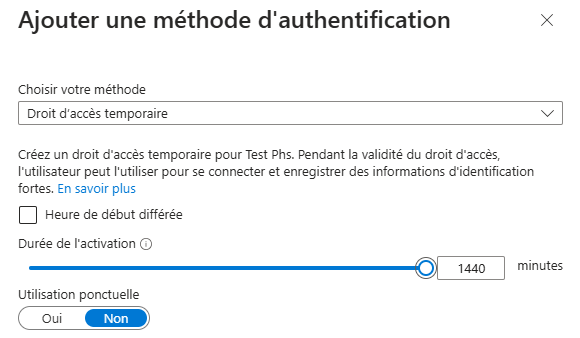 Ajouter une méthode d'authentification
Choisir votre méthode
Droit d'accès temporaire
Créez un droit d'accès temporaire pour Test Phs. Pendant la validité du droit d'accès,
l'utilisateur peut l'utiliser pour se connecter et enregistrer des informations d'identification
fortes. En savoir plus
Heure de début différée
Durée de l'activation
1440 minutes
Utilisation ponctuelle
Oui Non